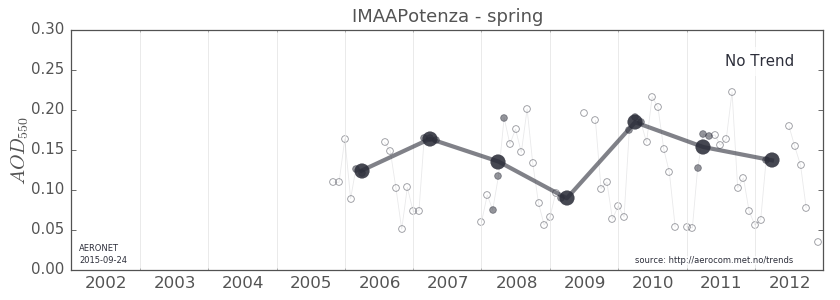 IMAAPotenza - spring
No Trend
AOD550
0.30
0.25
0.20
0.15
0.10
0.05
0.00
AERONET
2015-09-24
source: http://aerocom.met.no/trends
2002 2003 2004 2005 2006 2007 2008 2009 2010 2011 2012